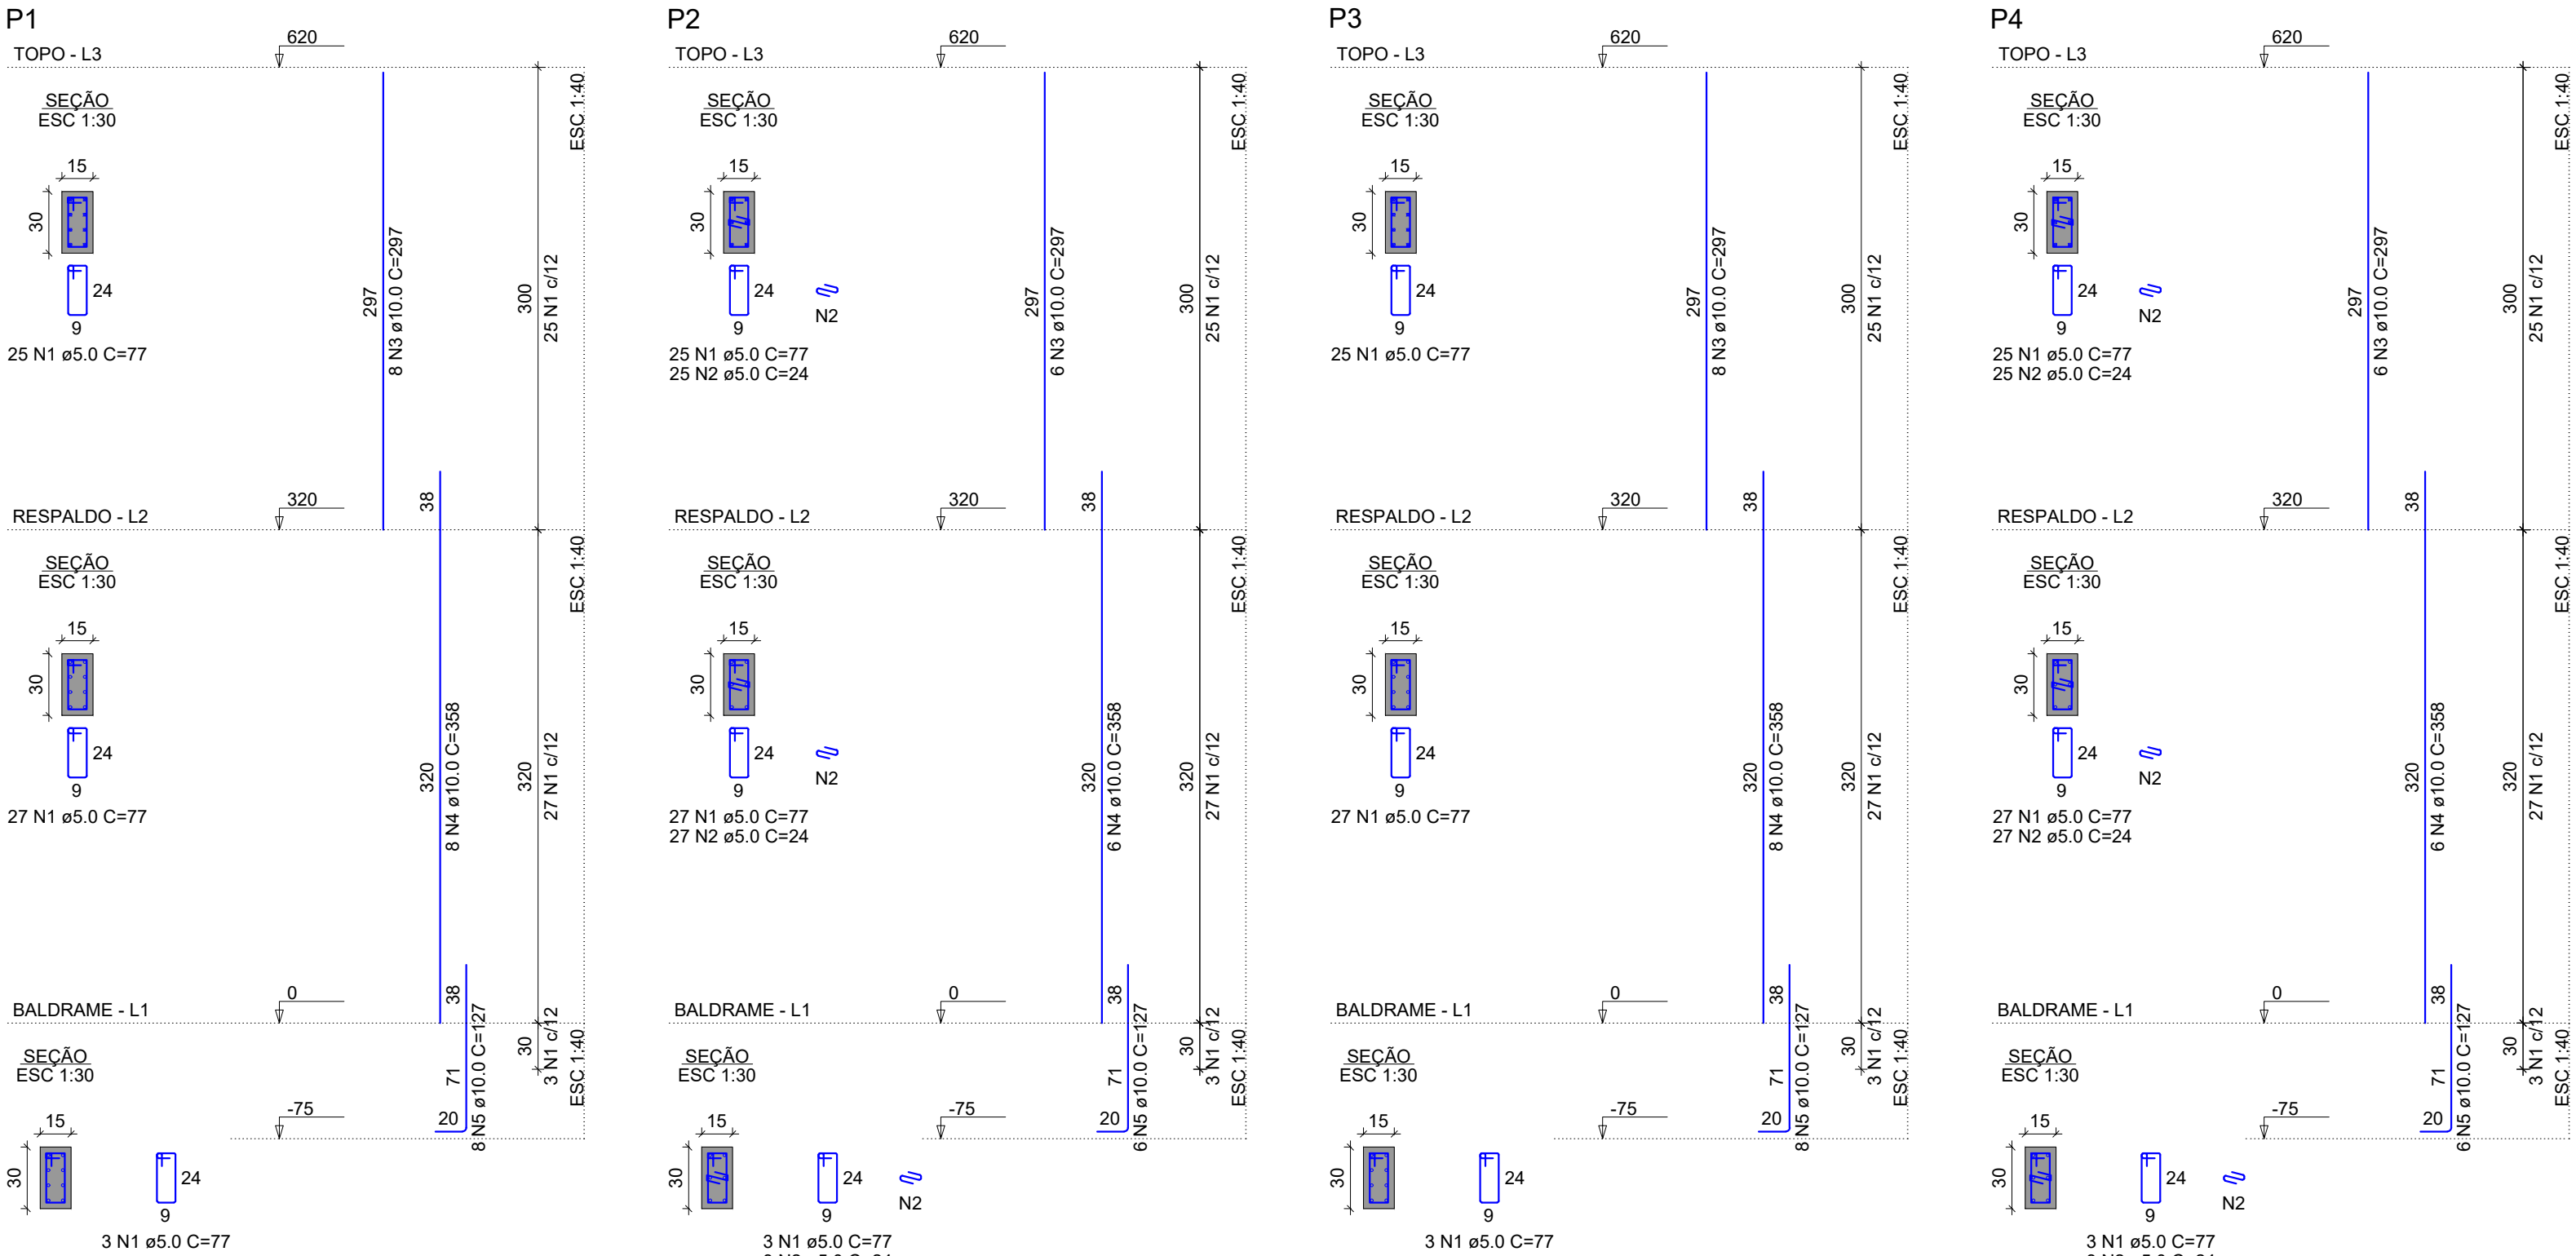 P1
TOPO - L3
620
SEÇÃO
ESC 1:30
15
30
24
9
25 N1 ø5.0 C=77
297
8 N3 ø10.0 C=297
300
25 N1 c/12
ESC 1:40
RESPALDO - L2
320
38
SEÇÃO
ESC 1:30
15
30
24
9
27 N1 ø5.0 C=77
320
8 N4 ø10.0 C=358
320
27 N1 c/12
ESC 1:40
BALDRAME - L1
0
38
SEÇÃO
ESC 1:30
71
20
8 N5 ø10.0 C=127
30
3 N1 c/12
ESC 1:40
-75
15
30
24
9
3 N1 ø5.0 C=77
P2
TOPO - L3
620
SEÇÃO
ESC 1:30
15
30
24
9
N2
25 N1 ø5.0 C=77
25 N2 ø5.0 C=24
297
6 N3 ø10.0 C=297
300
25 N1 c/12
ESC 1:40
RESPALDO - L2
320
38
SEÇÃO
ESC 1:30
15
30
24
9
N2
27 N1 ø5.0 C=77
27 N2 ø5.0 C=24
320
6 N4 ø10.0 C=358
320
27 N1 c/12
ESC 1:40
BALDRAME - L1
0
38
SEÇÃO
ESC 1:30
71
20
6 N5 ø10.0 C=127
30
3 N1 c/12
ESC 1:40
-75
15
30
24
9
N2
3 N1 ø5.0 C=77
P3
TOPO - L3
620
SEÇÃO
ESC 1:30
15
30
24
9
25 N1 ø5.0 C=77
297
8 N3 ø10.0 C=297
300
25 N1 c/12
ESC 1:40
RESPALDO - L2
320
38
SEÇÃO
ESC 1:30
15
30
24
9
27 N1 ø5.0 C=77
320
8 N4 ø10.0 C=358
320
27 N1 c/12
ESC 1:40
BALDRAME - L1
0
38
SEÇÃO
ESC 1:30
71
20
8 N5 ø10.0 C=127
30
3 N1 c/12
ESC 1:40
-75
15
30
24
9
3 N1 ø5.0 C=77
P4
TOPO - L3
620
SEÇÃO
ESC 1:30
15
30
24
9
N2
25 N1 ø5.0 C=77
25 N2 ø5.0 C=24
297
6 N3 ø10.0 C=297
300
25 N1 c/12
ESC 1:40
RESPALDO - L2
320
38
SEÇÃO
ESC 1:30
15
30
24
9
N2
27 N1 ø5.0 C=77
27 N2 ø5.0 C=24
320
6 N4 ø10.0 C=358
320
27 N1 c/12
ESC 1:40
BALDRAME - L1
0
38
SEÇÃO
ESC 1:30
71
20
6 N5 ø10.0 C=127
30
3 N1 c/12
ESC 1:40
-75
15
30
24
9
N2
3 N1 ø5.0 C=77